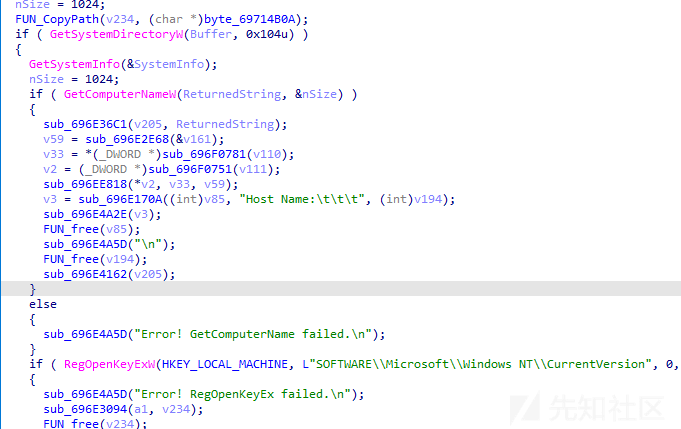 nSize = 1024;
FUN_CopyPath(v234, (char *)byte_69714B0A);
if ( GetSystemDirectoryW(Buffer, 0x104u) )
{
GetSystemInfo(&SystemInfo);
nSize = 1024;
if ( GetComputerNameW(ReturnedString, &nSize) )
{
sub_696E36C1(v205, ReturnedString);
v59 = sub_696E2E68(&v161);
v33 = *(_DWORD *)sub_696F0781(v110);
v2 = (_DWORD *)sub_696F0751(v111);
sub_696EE818(*v2, v33, v59);
v3 = sub_696E170A((int)v85, "Host Name:\t\t\t", (int)v194);
sub_696E4A2E(v3);
FUN_free(v85);
sub_696E4A5D("\n");
FUN_free(v194);
sub_696E4162(v205);
}
else
{
sub_696E4A5D("Error! GetComputerName failed.\n");
}
if ( RegOpenKeyExW(HKEY_LOCAL_MACHINE, L"SOFTWARE\\Microsoft\\Windows NT\\CurrentVersion", 0,
{
sub_696E4A5D("Error! RegOpenKeyEx failed.\n");
sub_696E3094(a1, v234);
FUN_free(v234);
先知社区